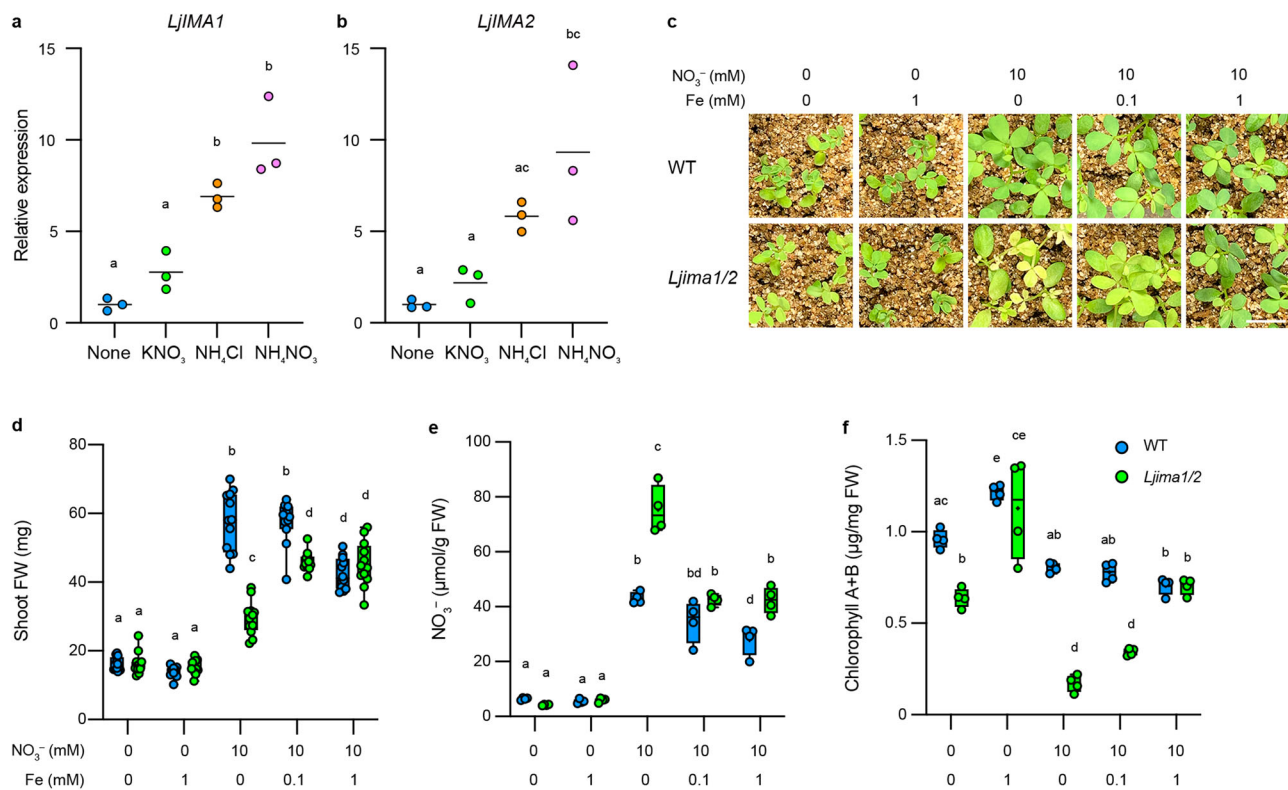 a
LjIMA1
Relative expression
15
10
5
0
a
a
b
b
None
KNO₃
NH₄Cl
NH₄NO₃
b
LjIMA2
15
10
5
0
a
a
ac
bc
None
KNO₃
NH₄Cl
NH₄NO₃
c
NO₃⁻ (mM) 0 0 10 10 10
Fe (mM) 0 1 0 0.1 1
WT
Ljima1/2
d
Shoot FW (mg)
80
60
40
20
0
a a a a b c b d d d
NO₃⁻ (mM) 0 0 10 10 10
Fe (mM) 0 1 0 0.1 1
e
NO₃⁻ (μmol/g FW)
100
80
60
40
20
0
a a a a b c bd b d b
0 0 10 10 10
0 1 0 0.1 1
f
Chlorophyll A+B (μg/mg FW)
1.5
1.0
0.5
0
ac b e ce ab d ab d b b
WT
Ljima1/2
0 0 10 10 10
0 1 0 0.1 1